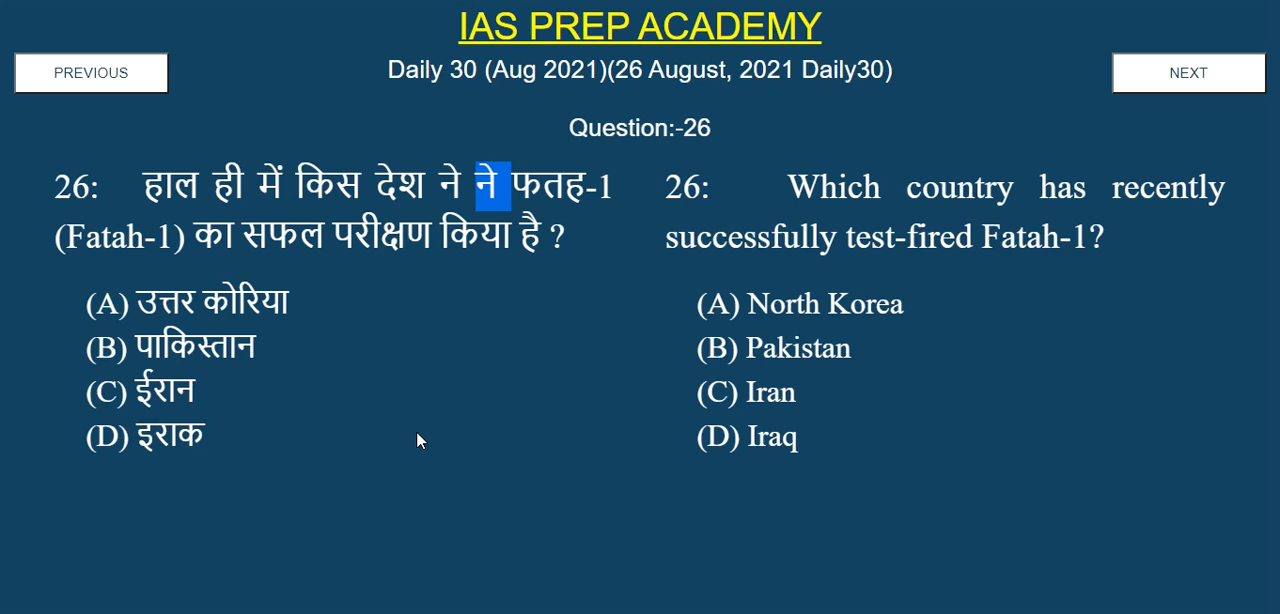 IAS PREP ACADEMY
PREVIOUS
Daily 30 (Aug 2021)(26 August, 2021 Daily30)
NEXT
Question:-26
26: हाल ही में किस देश ने ने फतह-1
(Fatah-1) का सफल परीक्षण किया है ?
(A) उत्तर कोरिया
(B) पाकिस्तान
(C) ईरान
(D) इराक
26: Which country has recently
successfully test-fired Fatah-1?
(A) North Korea
(B) Pakistan
(C) Iran
(D) Iraq